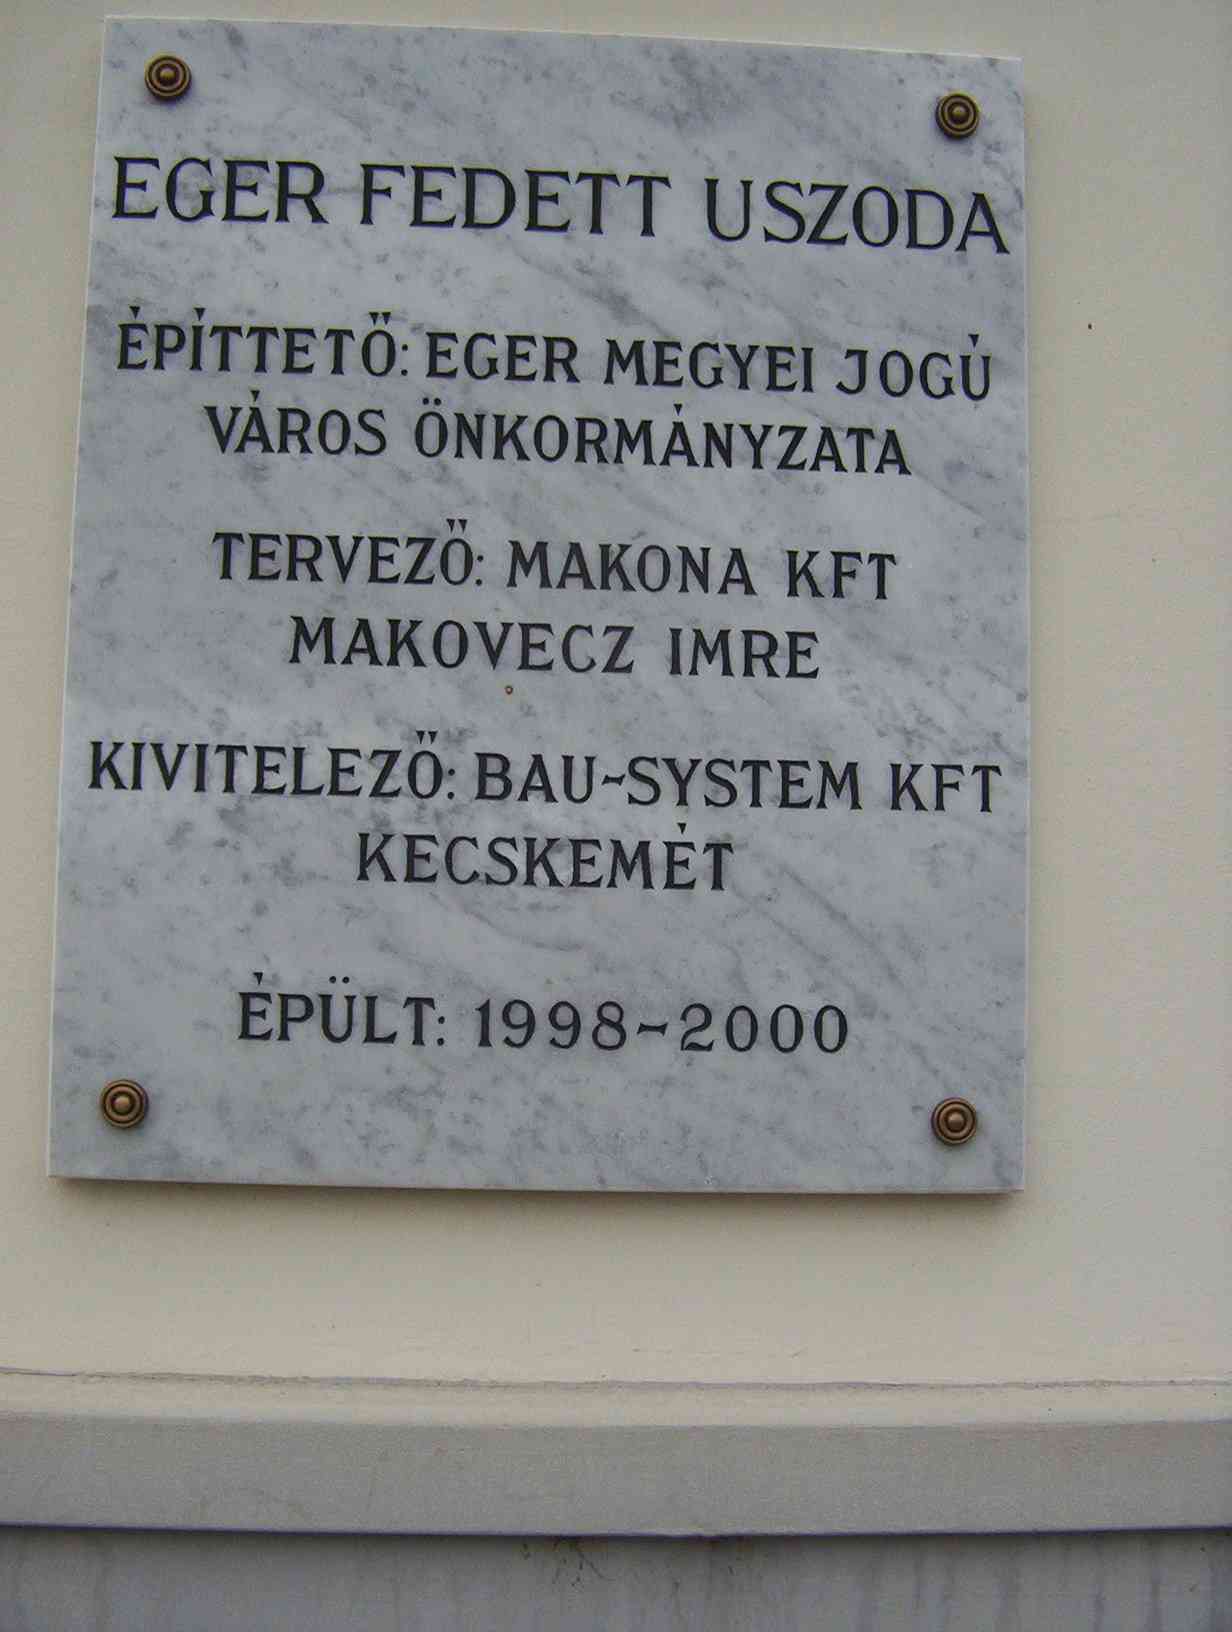 EGER FEDETT USZODA
ÉPÍTTETŐ: EGER MEGYEI JOGÚ
VÁROS ÖNKORMÁNYZATA
TERVEZŐ: MAKONA KFT
MAKOVECZ IMRE
KIVITELEZŐ: BAU-SYSTEM KFT
KECSKEMÉT
ÉPÜLT: 1998-2000